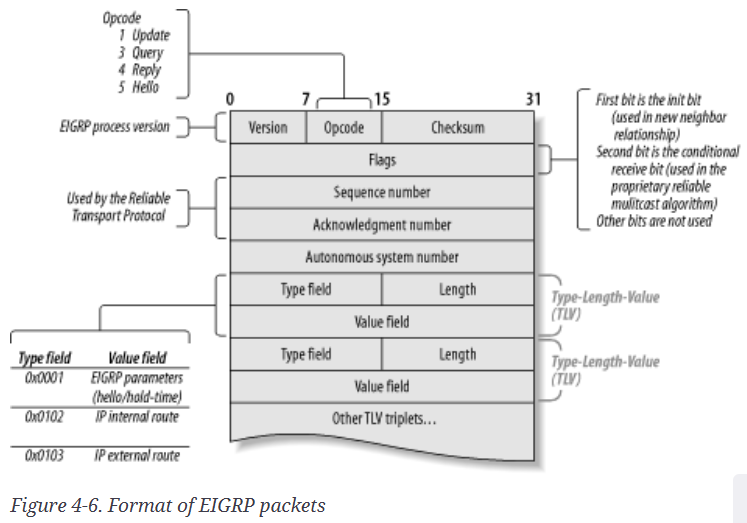 Opcode
1 Update
3 Query
4 Reply
5 Hello
0 7 15 31
EIGRP process version
Version Opcode Checksum
Flags
First bit is the init bit
(used in new neighbor
relationship)
Second bit is the conditional
receive bit (used in the
proprietary reliable
mulitcast algorithm)
Other bits are not used
Used by the Reliable
Transport Protocol
Sequence number
Acknowledgment number
Autonomous system number
Type field Length
Value field
Type-Length-Value
(TLV)
Type field Length
Value field
Type-Length-Value
(TLV)
Other TLV triplets...
Type field Value field
0x0001 EIGRP parameters
(hello/hold-time)
0x0102 IP internal route
0x0103 IP external route
Figure 4-6. Format of EIGRP packets